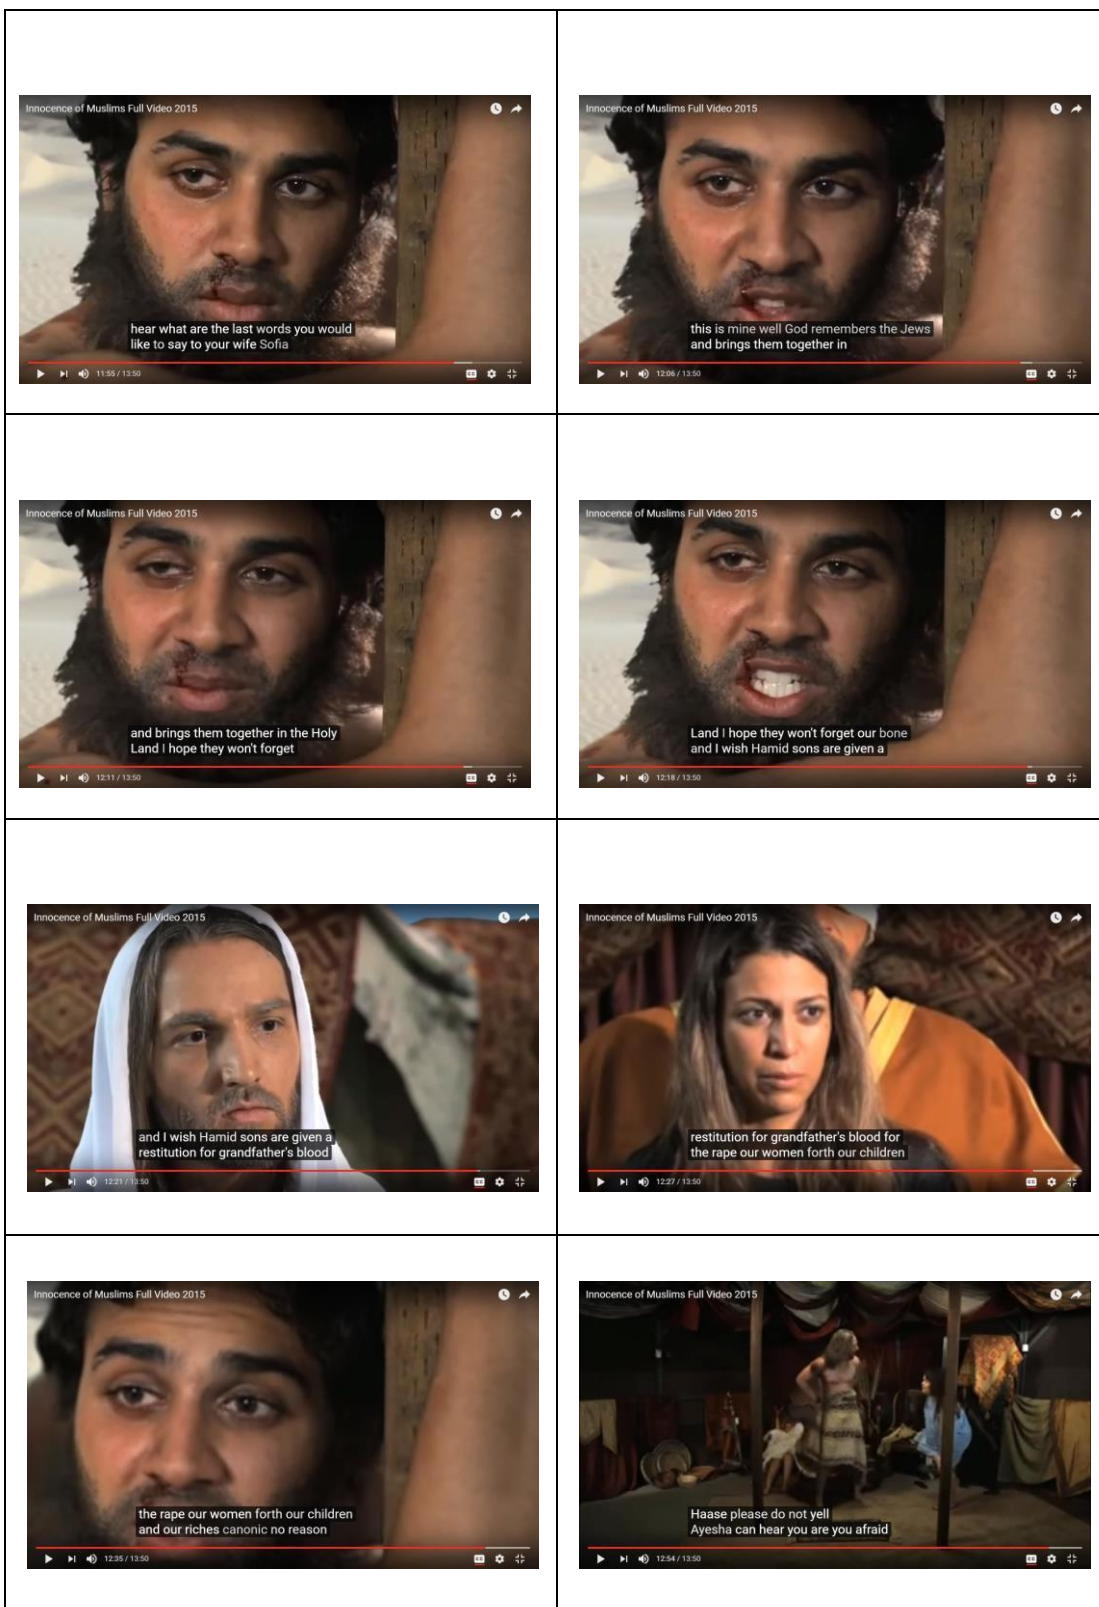 Innocence of Muslims Full Video 2015
hear what are the last words you would
like to say to your wife Sofia
11:55 / 13:50
Innocence of Muslims Full Video 2015
this is mine well God remembers the Jews
and brings them together in
12:06 / 13:50
Innocence of Muslims Full Video 2015
and brings them together in the Holy
Land I hope they won't forget
12:11 / 13:50
Innocence of Muslims Full Video 2015
Land I hope they won't forget our bone
and I wish Hamid sons are given a
12:18 / 13:50
Innocence of Muslims Full Video 2015
and I wish Hamid sons are given a
restitution for grandfather's blood
12:21 / 13:50
Innocence of Muslims Full Video 2015
restitution for grandfather's blood for
the rape our women forth our children
12:27 / 13:50
Innocence of Muslims Full Video 2015
the rape our women forth our children
and our riches canonic no reason
12:35 / 13:50
Innocence of Muslims Full Video 2015
Haase please do not yell
Ayesha can hear you are you afraid
12:54 / 13:50